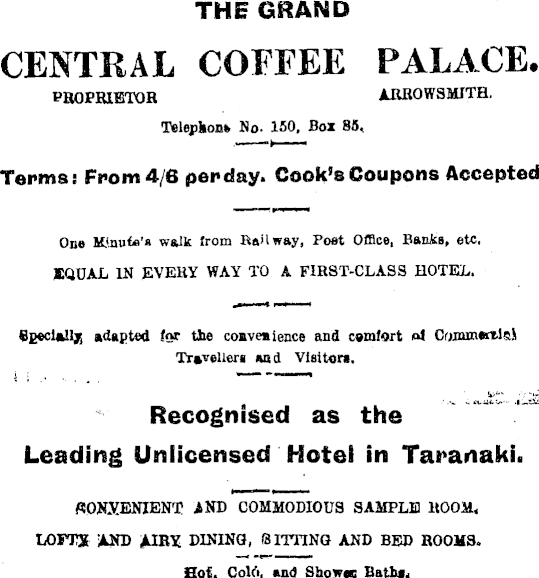 THE GRAND
CENTRAL COFFEE PALACE.
PROPRIETOR ARROWSMITH.
Telephone No. 150, Box 85.
Terms: From 4/6 per day. Cook's Coupons Accepted
One Minute's walk from Railway, Post Office, Banks, etc.
EQUAL IN EVERY WAY TO A FIRST-CLASS HOTEL.
Specially adapted for the convenience and comfort of Commercial
Travellers and Visitors.
Recognised as the
Leading Unlicensed Hotel in Taranaki.
CONVENIENT AND COMMODIOUS SAMPLE ROOM,
LOFTY AND AIRY DINING, SITTING AND BED ROOMS.
Hot, Cold, and Shower Baths.